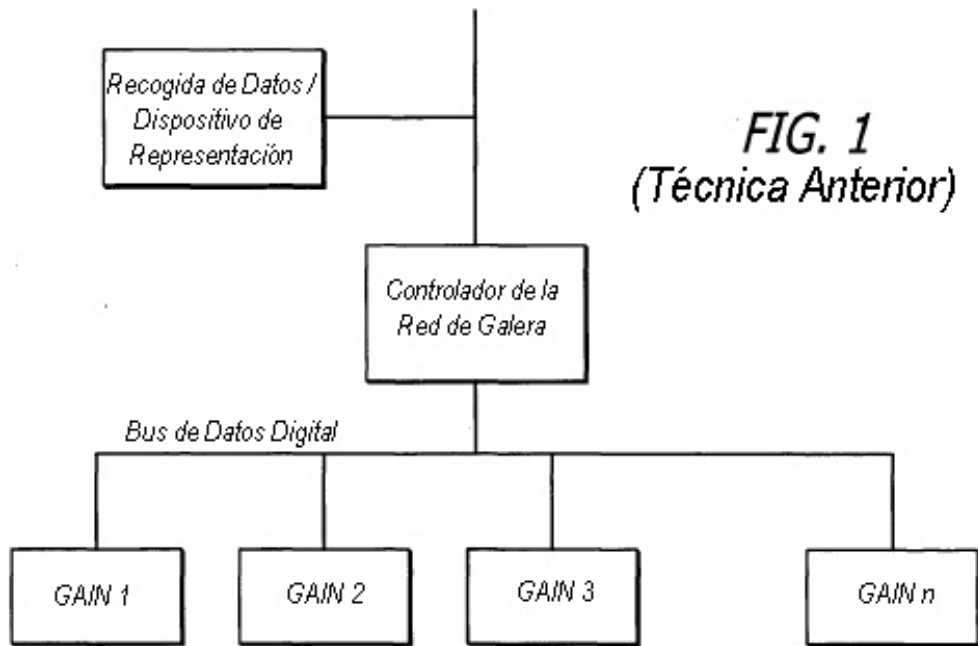 Recogida de Datos /
Dispositivo de
Representación
FIG. 1
(Técnica Anterior)
Controlador de la
Red de Galera
Bus de Datos Digital
GAIN 1
GAIN 2
GAIN 3
GAIN n